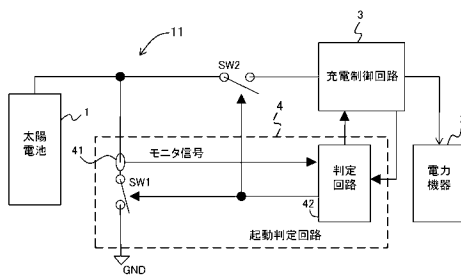 11
3
SW2
充電制御回路
1
太陽
電池
4
41
モニタ信号
SW1
判定
回路
42
電力
機器
起動判定回路
GND